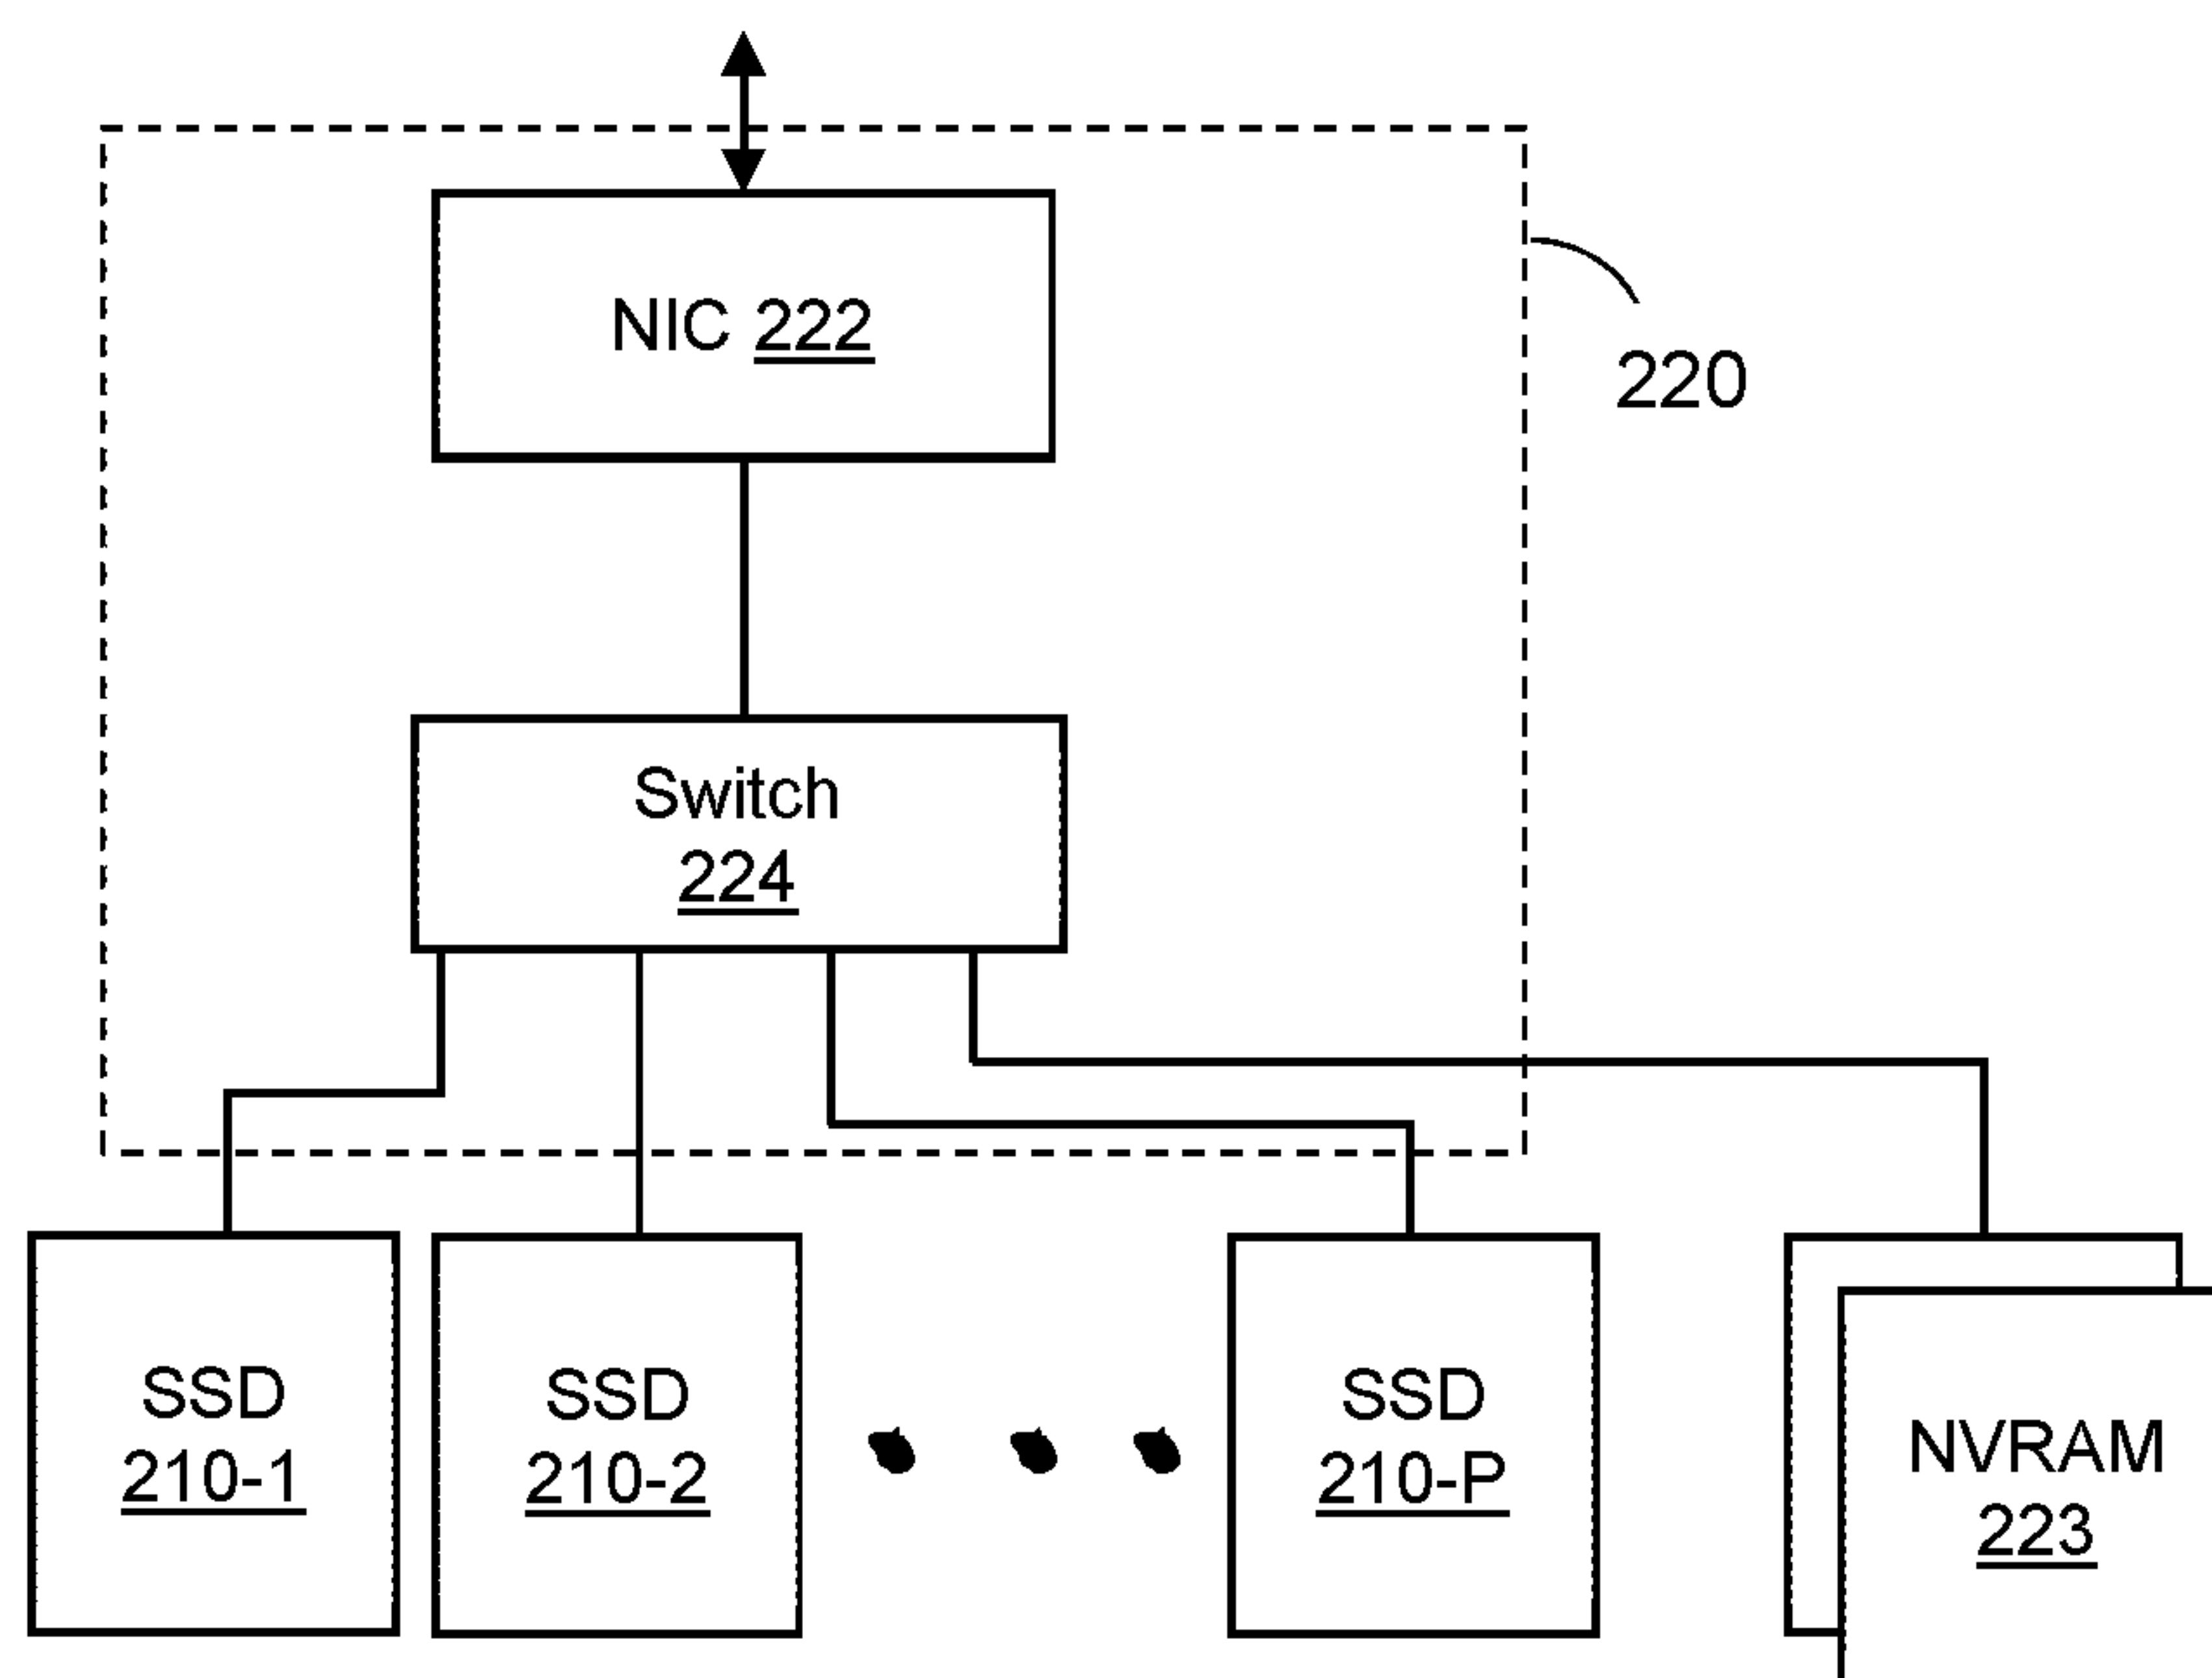 NIC 222
220
Switch
224
SSD
210-1
SSD
210-2
SSD
210-P
NVRAM
223